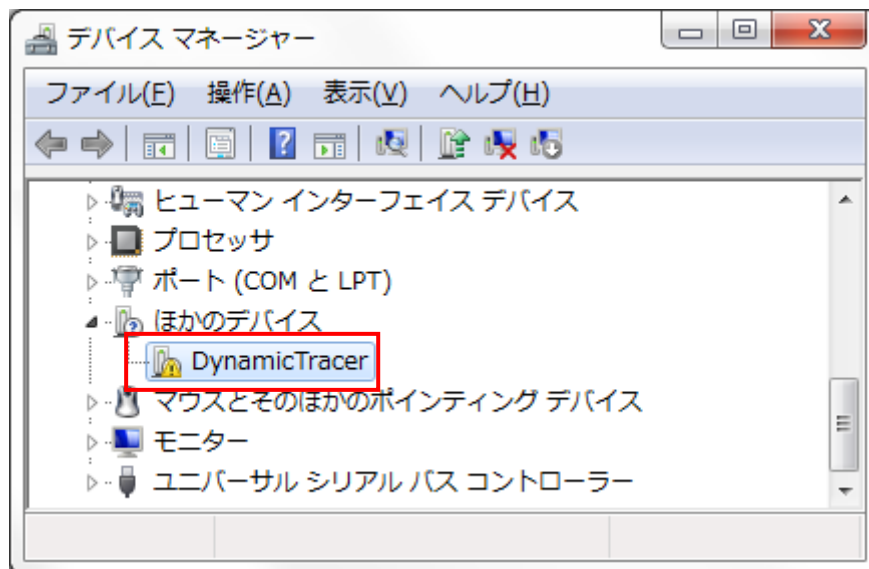 デバイス マネージャー
ファイル(F) 操作(A) 表示(V) ヘルプ(H)
ヒューマン インターフェイス デバイス
プロセッサ
ポート (COM と LPT)
ほかのデバイス
DynamicTracer
マウスとそのほかのポインティング デバイス
モニター
ユニバーサル シリアル バス コントローラー